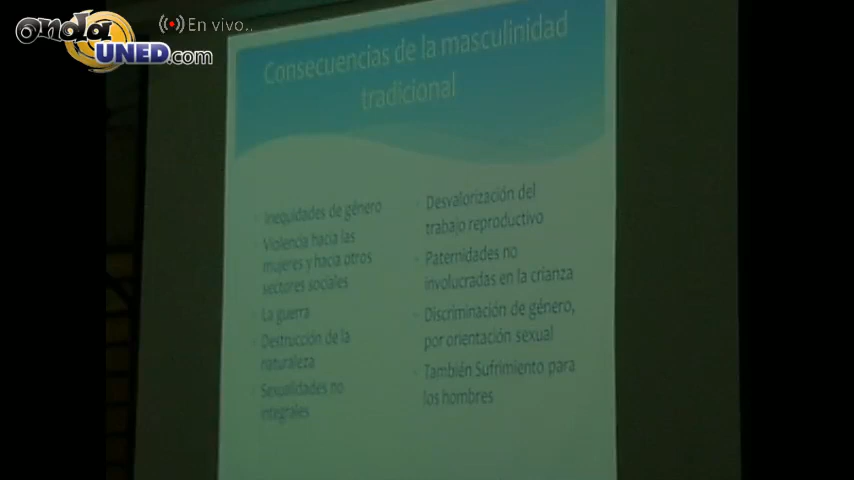 onda
UNED.com
En vivo..
Consecuencias de la masculinidad
tradicional
Inequidades de género
Violencia hacia las
mujeres y hacia otros
sectores sociales
La guerra
Destrucción de la
naturaleza
Sexualidades no
integrales
Desvalorización del
trabajo reproductivo
Paternidades no
involucradas en la crianza
Discriminación de género,
por orientación sexual
También Sufrimiento para
los hombres